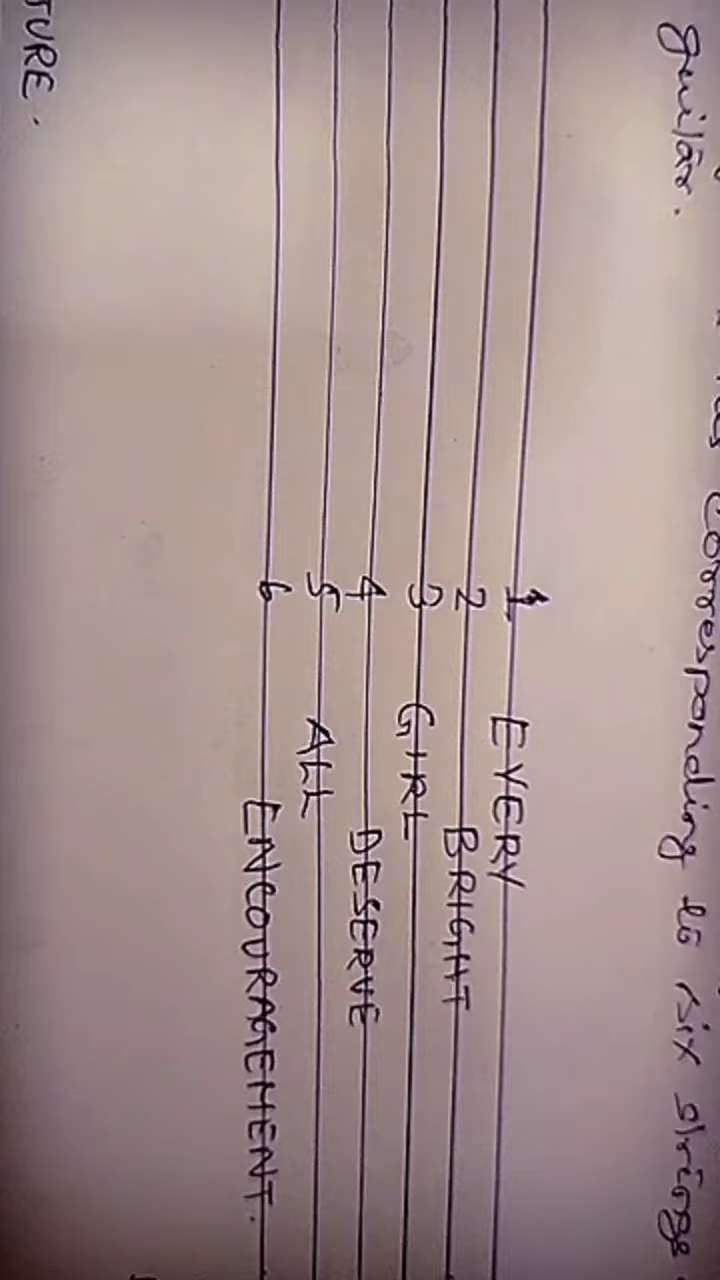 corresponding to six strings
guitar.
1 EVERY
2 BRIGHT
3 GIRL
4 DESERVE
5 ALL
6 ENCOURAGEMENT.
TURE.